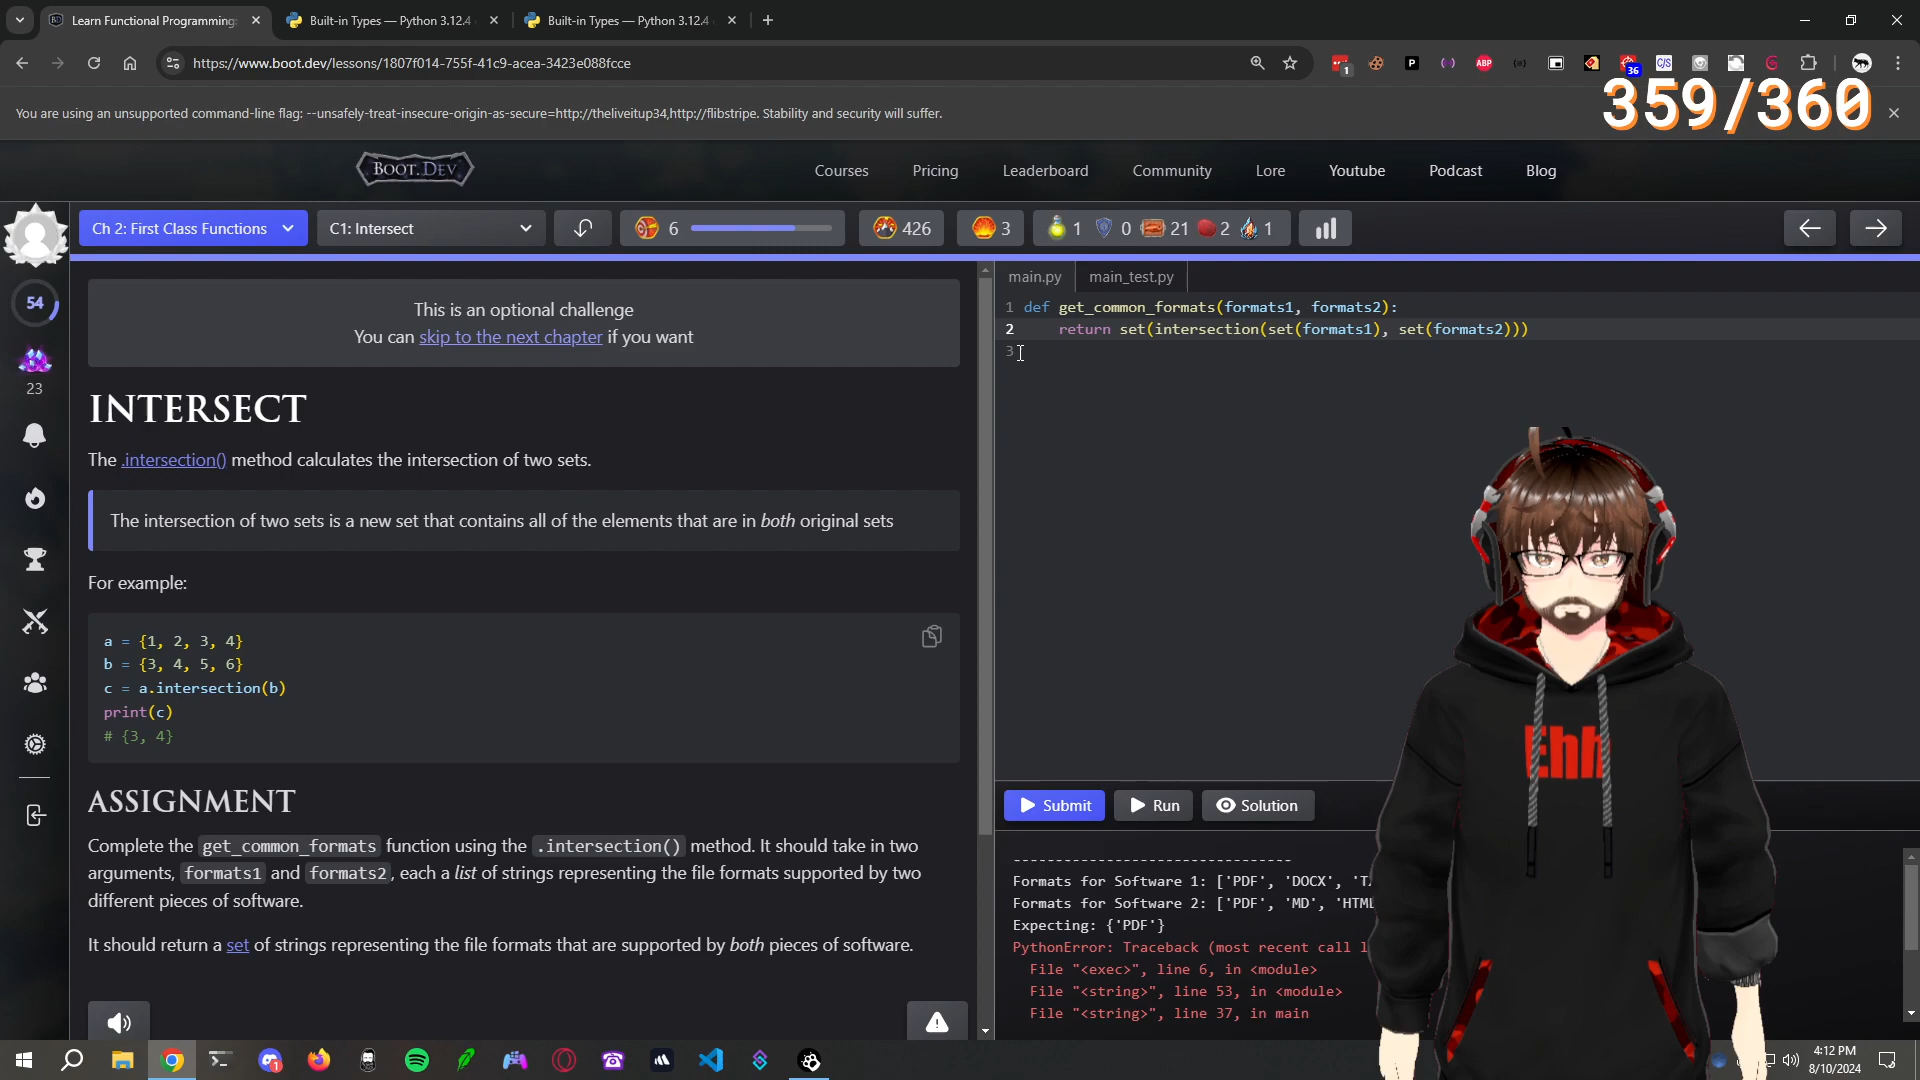 Learn Functional Programming
Built-in Types — Python 3.12.4
Built-in Types — Python 3.12.4
https://www.boot.dev/lessons/1807f014-755f-41c9-acea-3423e088fcce
1
P
ABP
36
You are using an unsupported command-line flag: --unsafely-treat-insecure-origin-as-secure=http://theliveitup34,http://flibstripe. Stability and security will suffer.
359/360
BOOT.DEV
Courses
Pricing
Leaderboard
Community
Lore
Youtube
Podcast
Blog
Ch 2: First Class Functions
C1: Intersect
6
426
3
1
0
21
2
1
54
23
This is an optional challenge
You can skip to the next chapter if you want
INTERSECT
The .intersection() method calculates the intersection of two sets.
The intersection of two sets is a new set that contains all of the elements that are in both original sets
For example:
a = {1, 2, 3, 4}
b = {3, 4, 5, 6}
c = a.intersection(b)
print(c)
# {3, 4}
ASSIGNMENT
Complete the get_common_formats function using the .intersection() method. It should take in two
arguments, formats1 and formats2, each a list of strings representing the file formats supported by two
different pieces of software.
It should return a set of strings representing the file formats that are supported by both pieces of software.
main.py
main_test.py
1 def get_common_formats(formats1, formats2):
2 return set(intersection(set(formats1), set(formats2)))
3
Ehh
Submit
Run
Solution
---------------------------------
Formats for Software 1: ['PDF', 'DOCX', 'T
Formats for Software 2: ['PDF', 'MD', 'HTML
Expecting: {'PDF'}
PythonError: Traceback (most recent call l
File "<exec>", line 6, in <module>
File "<string>", line 53, in <module>
File "<string>", line 37, in main
4:12 PM
8/10/2024